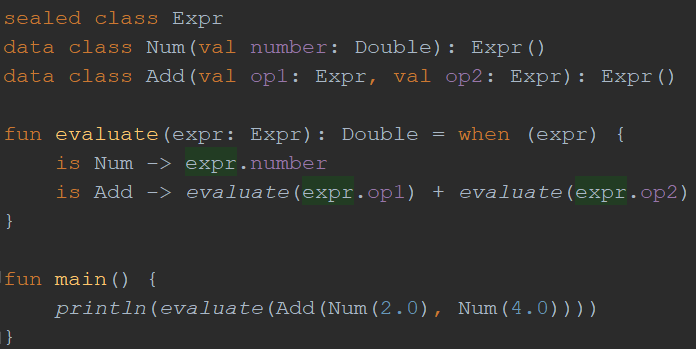 sealed class Expr
data class Num(val number: Double): Expr()
data class Add(val op1: Expr, val op2: Expr): Expr()
fun evaluate(expr: Expr): Double = when (expr) {
    is Num -> expr.number
    is Add -> evaluate(expr.op1) + evaluate(expr.op2)
}
fun main() {
    println(evaluate(Add(Num(2.0), Num(4.0))))
}